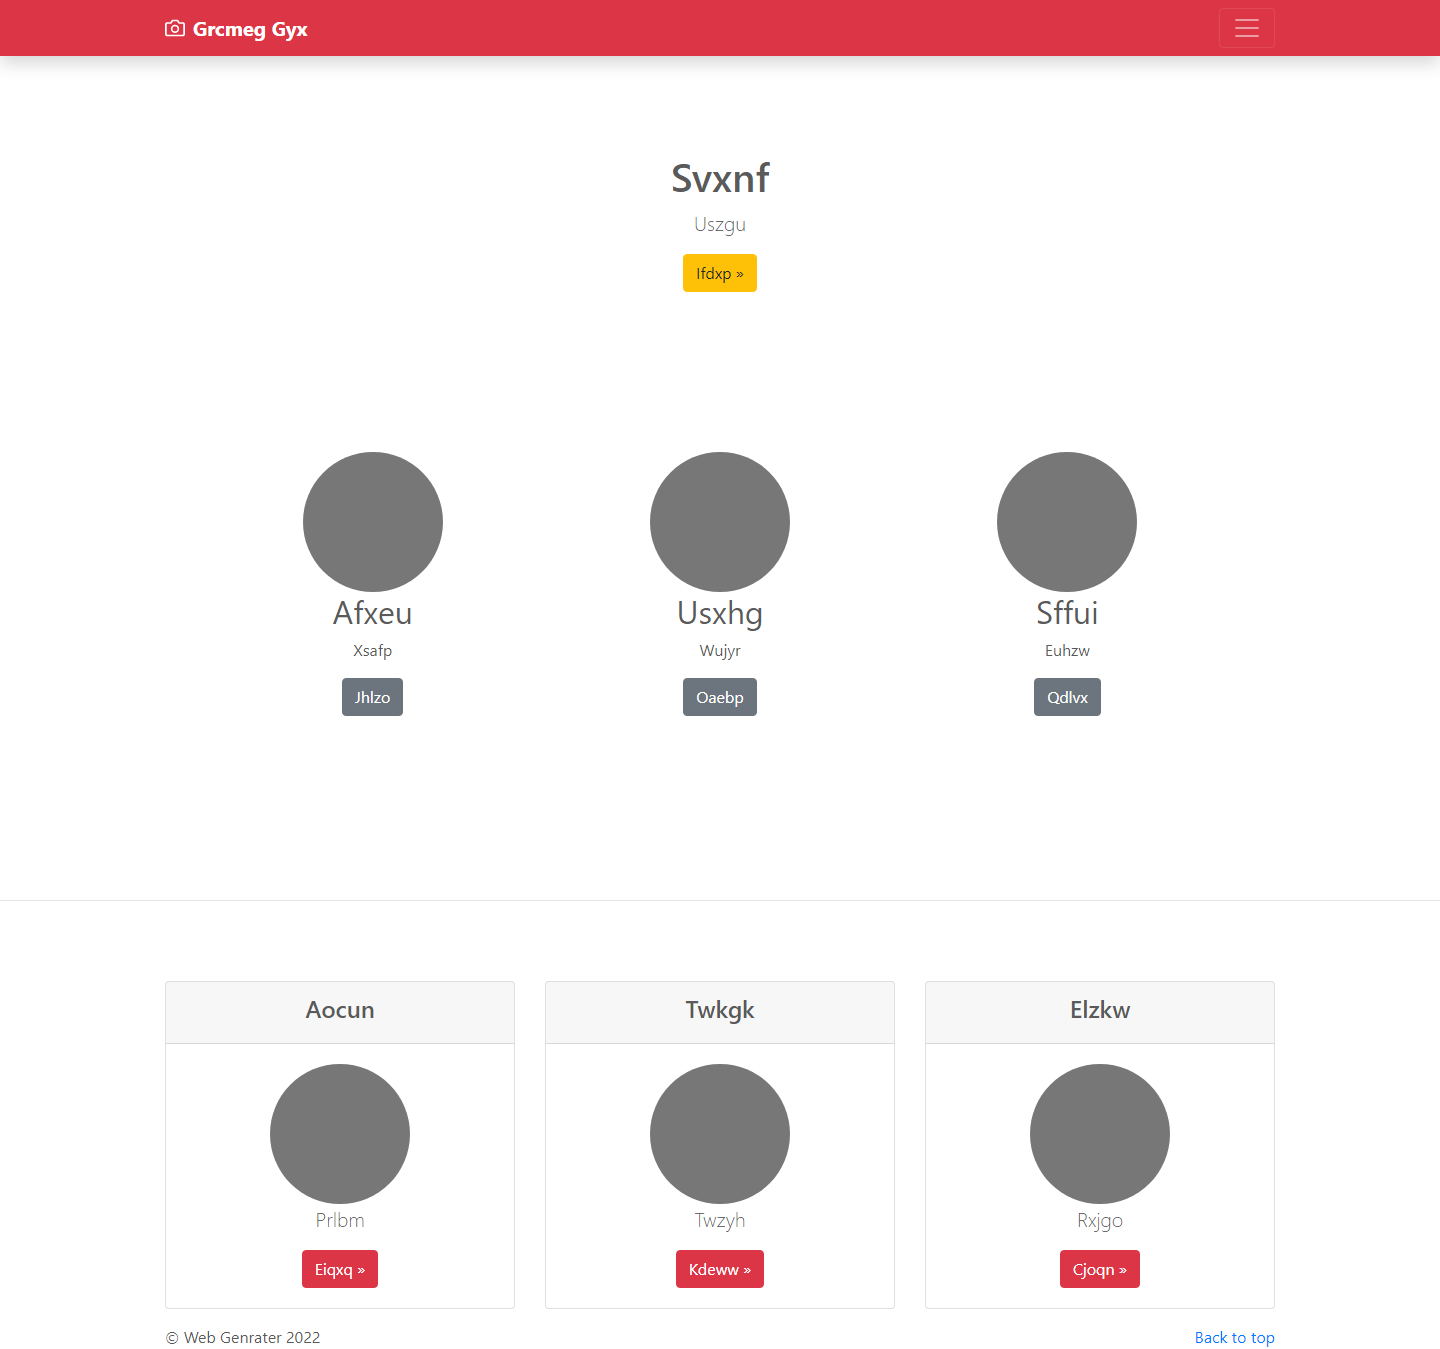 Grcmeg Gyx
Svxnf
Uszgu
Ifdxp »
Afxeu
Usxhg
Sffui
Xsafp
Wujyr
Euhzw
Jhlzo
Oaebp
Qdlvx
Aocun
Twkgk
Elzkw
Prlbm
Twzyh
Rxjgo
Eiqxq »
Kdeww »
Cjoqn »
© Web Genrater 2022
Back to top